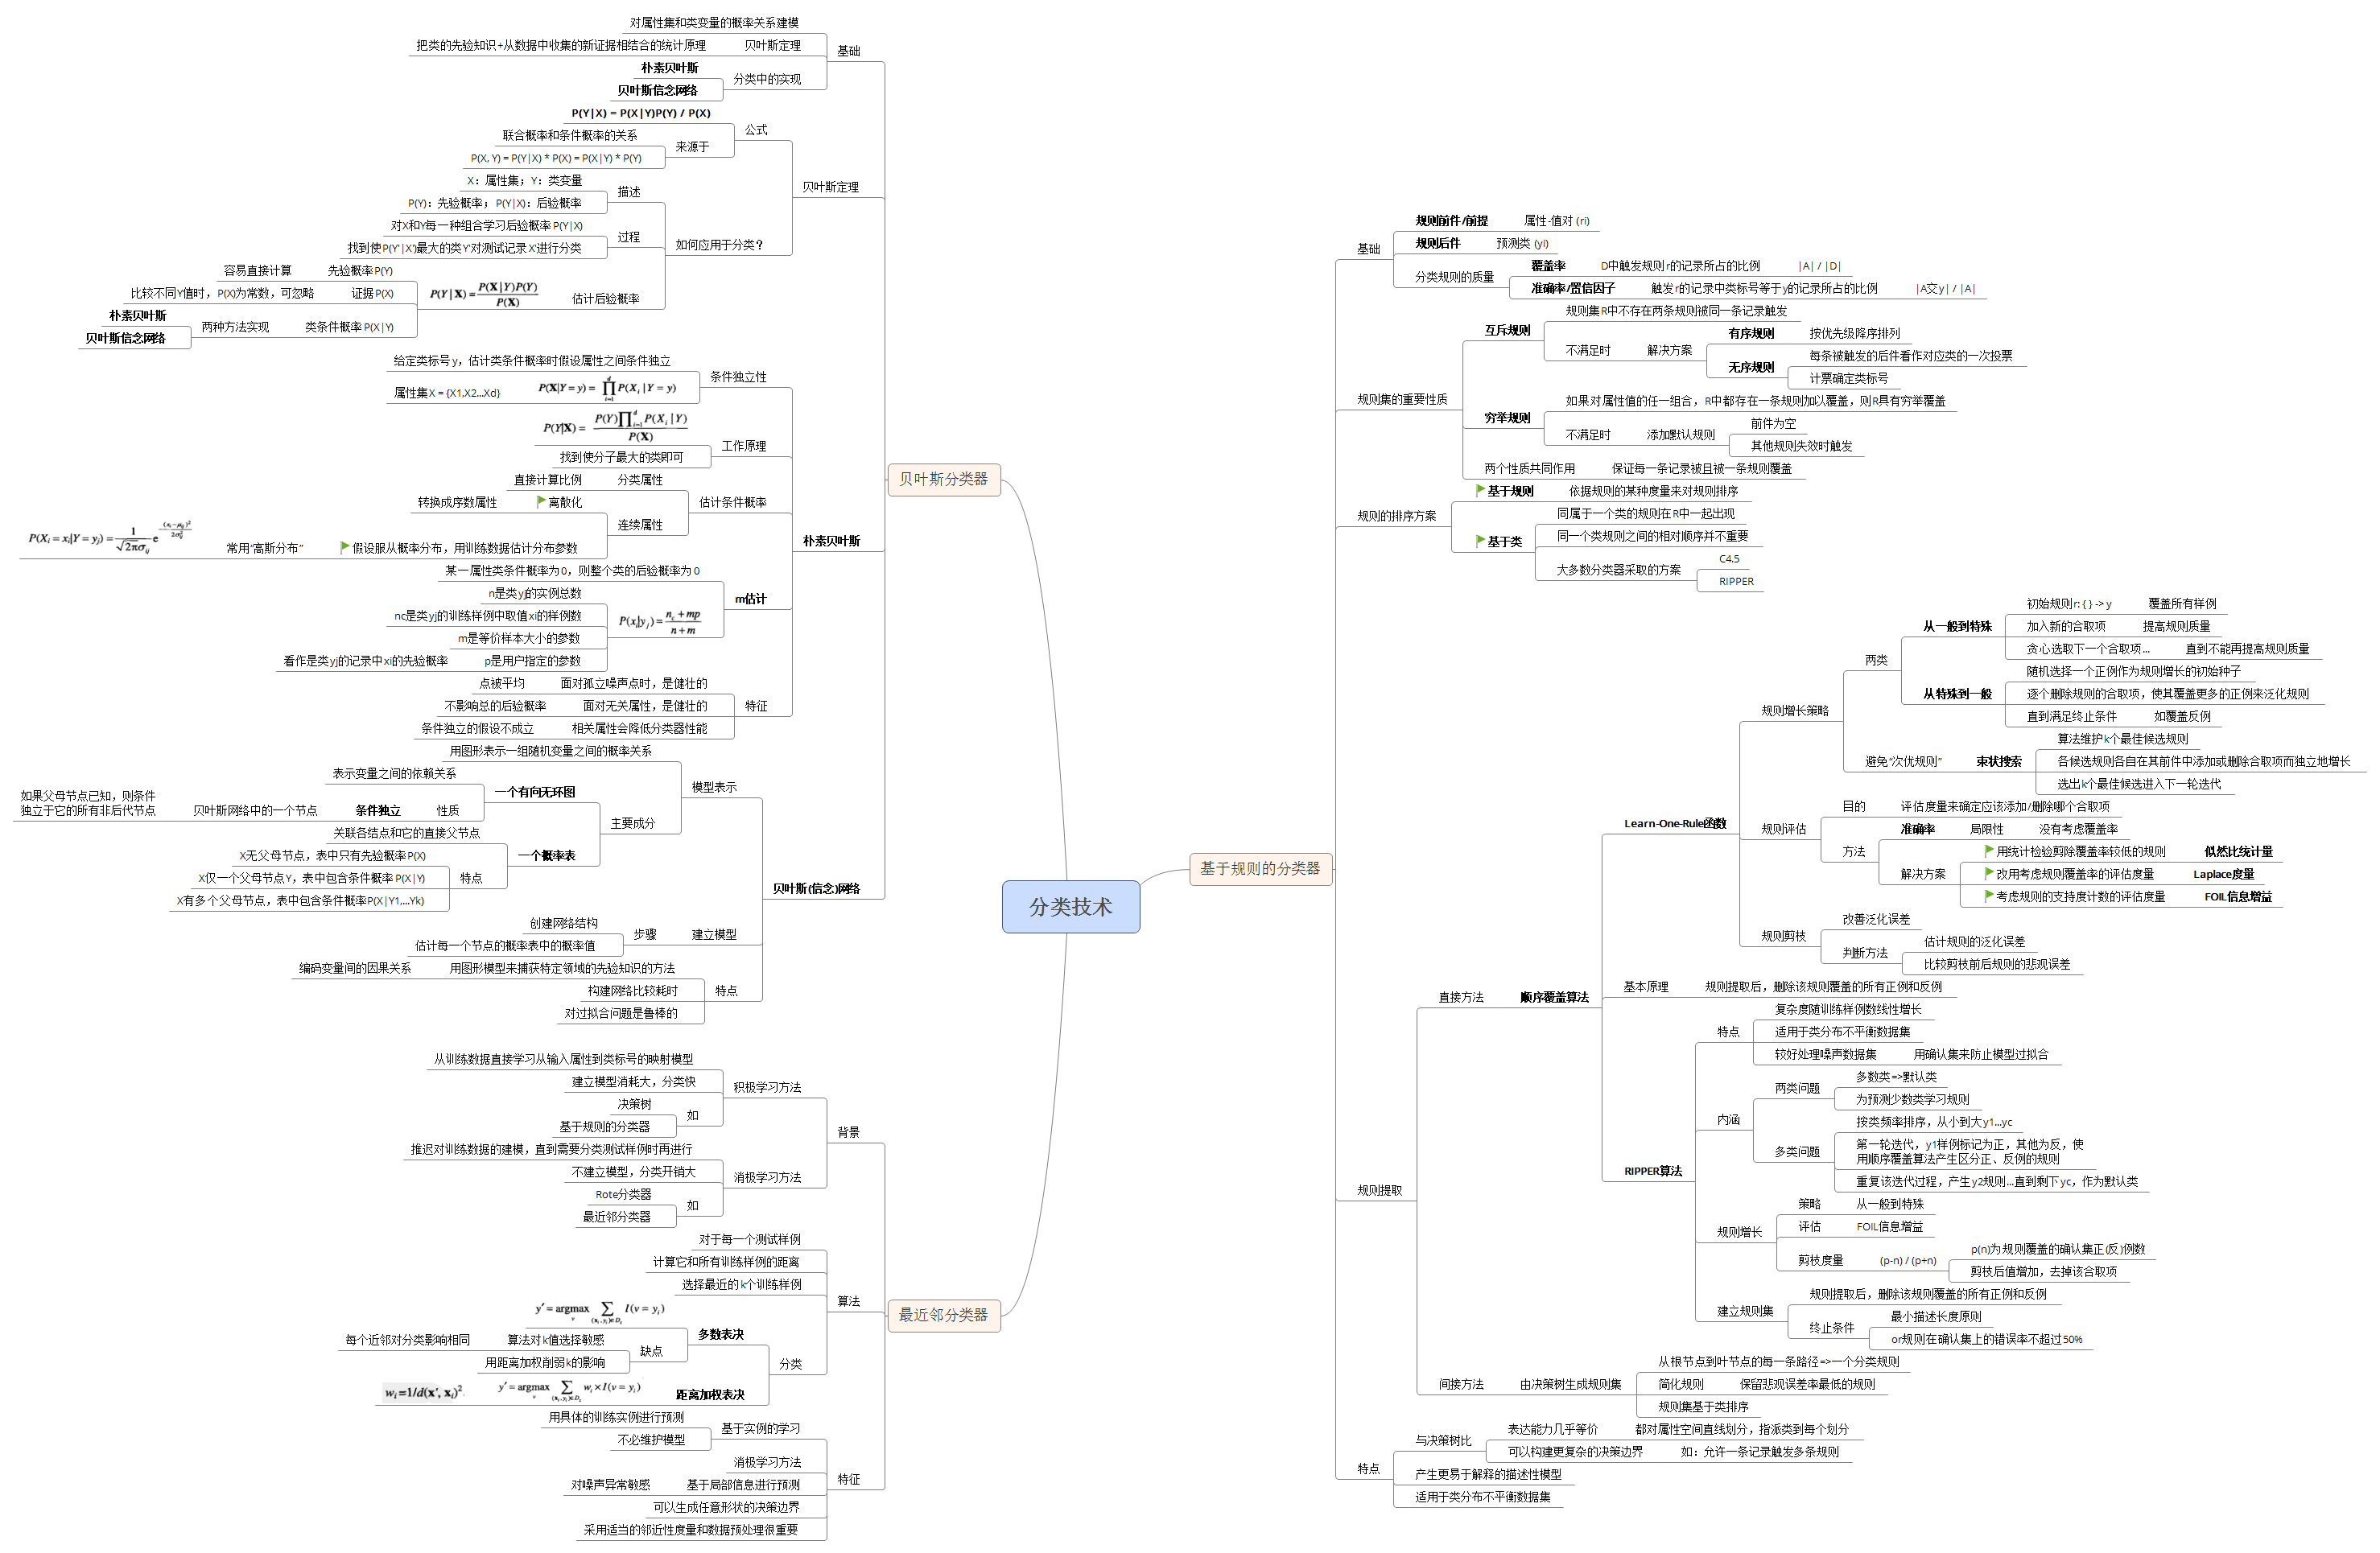 分类技术
贝叶斯分类器
基础
对属性集和类变量的概率关系建模
贝叶斯定理
把类的先验知识+从数据中收集的新证据相结合的统计原理
分类中的实现
朴素贝叶斯
贝叶斯信念网络
贝叶斯定理
公式
P(Y|X) = P(X|Y)P(Y) / P(X)
来源于
联合概率和条件概率的关系
P(X, Y) = P(Y|X) * P(X) = P(X|Y) * P(Y)
如何应用于分类？
描述
X：属性集；Y：类变量
P(Y)：先验概率； P(Y|X)：后验概率
过程
对X和Y每一种组合学习后验概率 P(Y|X)
找到使P(Y'|X')最大的类Y'对测试记录 X'进行分类
估计后验概率
P(Y | X) = P(X | Y)P(Y) / P(X)
先验概率 P(Y)
容易直接计算
证据 P(X)
比较不同Y值时，P(X)为常数，可忽略
类条件概率 P(X|Y)
两种方法实现
朴素贝叶斯
贝叶斯信念网络
朴素贝叶斯
条件独立性
给定类标号 y，估计类条件概率时假设属性之间条件独立
P(X|Y = y) = ∏_{i=1}^{d} P(X_i | Y = y)
属性集X = {X1,X2...Xd}
工作原理
P(Y|X) = P(Y)∏_{i=1}^{d} P(X_i | Y) / P(X)
找到使分子最大的类即可
估计条件概率
分类属性
直接计算比例
连续属性
离散化
转换成序数属性
假设服从概率分布，用训练数据估计分布参数
常用“高斯分布”
P(X_i = x_i|Y = y_j) = 1/(√(2π)σ_ij) e^{-(x_i-μ_ij)²/(2σ_ij²)}
m估计
某一属性类条件概率为 0，则整个类的后验概率为 0
P(x_i|y_j) = (n_c + mp)/(n + m)
n是类yj的实例总数
nc是类yj的训练样例中取值xi的样例数
m是等价样本大小的参数
p是用户指定的参数
看作是类yj的记录中xi的先验概率
特征
面对孤立噪声点时，是健壮的
点被平均
面对无关属性，是健壮的
不影响总的后验概率
相关属性会降低分类器性能
条件独立的假设不成立
贝叶斯(信念)网络
模型表示
用图形表示一组随机变量之间的概率关系
主要成分
一个有向无环图
表示变量之间的依赖关系
性质
条件独立
贝叶斯网络中的一个节点
如果父母节点已知，则条件
独立于它的所有非后代节点
一个概率表
关联各结点和它的直接父节点
特点
X无父母节点，表中只有先验概率 P(X)
X仅一个父母节点Y，表中包含条件概率 P(X|Y)
X有多个父母节点，表中包含条件概率P(X|Y1,...Yk)
建立模型
步骤
创建网络结构
估计每一个节点的概率表中的概率值
特点
用图形模型来捕获特定领域的先验知识的方法
编码变量间的因果关系
构建网络比较耗时
对过拟合问题是鲁棒的
最近邻分类器
背景
积极学习方法
从训练数据直接学习从输入属性到类标号的映射模型
建立模型消耗大，分类快
如
决策树
基于规则的分类器
消极学习方法
推迟对训练数据的建模，直到需要分类测试样例时再进行
不建立模型，分类开销大
如
Rote分类器
最近邻分类器
算法
对于每一个测试样例
计算它和所有训练样例的距离
选择最近的k个训练样例
分类
多数表决
y' = argmax_v ∑_{(x_i, y_i)∈D_z} I(v = y_i)
缺点
算法对k值选择敏感
每个近邻对分类影响相同
用距离加权削弱k的影响
距离加权表决
y' = argmax_v ∑_{(x_i, y_i)∈D_z} w_i × I(v = y_i)
w_i =1/d(x', x_i)²
特征
基于实例的学习
用具体的训练实例进行预测
不必维护模型
消极学习方法
基于局部信息进行预测
对噪声异常敏感
可以生成任意形状的决策边界
采用适当的邻近性度量和数据预处理很重要
基于规则的分类器
基础
规则前件/前提
属性-值对 (ri)
规则后件
预测类 (yi)
分类规则的质量
覆盖率
D中触发规则r的记录所占的比例
|A| / |D|
准确率/置信因子
触发r的记录中类标号等于y的记录所占的比例
|A交y| / |A|
规则集的重要性质
互斥规则
规则集R中不存在两条规则被同一条记录触发
不满足时
解决方案
有序规则
按优先级降序排列
无序规则
每条被触发的后件看作对应类的一次投票
计票确定类标号
穷举规则
如果对属性值的任一组合，R中都存在一条规则加以覆盖，则R具有穷举覆盖
不满足时
添加默认规则
前件为空
其他规则失效时触发
两个性质共同作用
保证每一条记录被且被一条规则覆盖
规则的排序方案
基于规则
依据规则的某种度量来对规则排序
基于类
同属于一个类的规则在R中一起出现
同一个类规则之间的相对顺序并不重要
大多数分类器采取的方案
C4.5
RIPPER
规则提取
直接方法
顺序覆盖算法
Learn-One-Rule函数
规则增长策略
两类
从一般到特殊
初始规则r: { } -> y
覆盖所有样例
加入新的合取项
提高规则质量
贪心选取下一个合取项...
直到不能再提高规则质量
从特殊到一般
随机选择一个正例作为规则增长的初始种子
逐个删除规则的合取项，使其覆盖更多的正例来泛化规则
直到满足终止条件
如覆盖反例
避免“次优规则”
束状搜索
算法维护k个最佳候选规则
各候选规则各自在其前件中添加或删除合取项而独立地增长
选出k个最佳候选进入下一轮迭代
规则评估
目的
评估度量来确定应该添加/删除哪个合取项
方法
准确率
局限性
没有考虑覆盖率
解决方案
用统计检验剪除覆盖率较低的规则
似然比统计量
改用考虑规则覆盖率的评估度量
Laplace度量
考虑规则的支持度计数的评估度量
FOIL信息增益
规则剪枝
改善泛化误差
判断方法
估计规则的泛化误差
比较剪枝前后规则的悲观误差
基本原理
规则提取后，删除该规则覆盖的所有正例和反例
RIPPER算法
特点
复杂度随训练样例数线性增长
适用于类分布不平衡数据集
较好处理噪声数据集
用确认集来防止模型过拟合
内涵
两类问题
多数类=>默认类
为预测少数类学习规则
多类问题
按类频率排序，从小到大y1...yc
第一轮迭代，y1样例标记为正，其他为反，使
用顺序覆盖算法产生区分正、反例的规则
重复该迭代过程，产生y2规则...直到剩下yc，作为默认类
规则增长
策略
从一般到特殊
评估
FOIL信息增益
剪枝度量
(p-n) / (p+n)
p(n)为规则覆盖的确认集正(反)例数
剪枝后值增加，去掉该合取项
建立规则集
规则提取后，删除该规则覆盖的所有正例和反例
终止条件
最小描述长度原则
or规则在确认集上的错误率不超过50%
间接方法
由决策树生成规则集
从根节点到叶节点的每一条路径=>一个分类规则
简化规则
保留悲观误差率最低的规则
规则集基于类排序
特点
与决策树比
表达能力几乎等价
都对属性空间直线划分，指派类到每个划分
可以构建更复杂的决策边界
如：允许一条记录触发多条规则
产生更易于解释的描述性模型
适用于类分布不平衡数据集